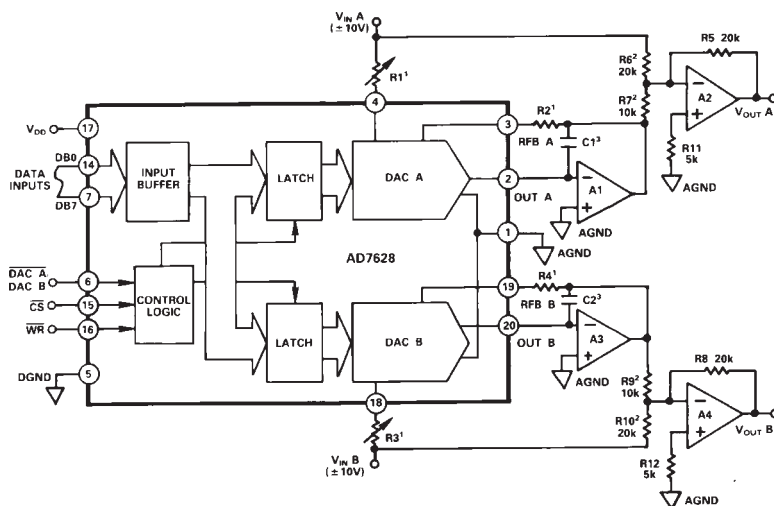 VIN A
(±10V)
R5 20k
R6²
20k
R1¹
R7²
10k
A2
VOUT A
R11
5k
AGND
4
3
R2¹
RFB A
C1³
VDD
17
DATA
INPUTS
DB0
14
DB7
7
INPUT
BUFFER
LATCH
DAC A
2
OUT A
A1
AGND
1
AGND
AD7628
DAC A/
DAC B
6
CS
15
WR
16
CONTROL
LOGIC
19
R4¹
RFB B
C2³
LATCH
DAC B
20
OUT B
A3
AGND
R8 20k
R9²
10k
R10²
20k
A4
VOUT B
DGND
5
18
R3¹
VIN B
(±10V)
R12
5k
AGND